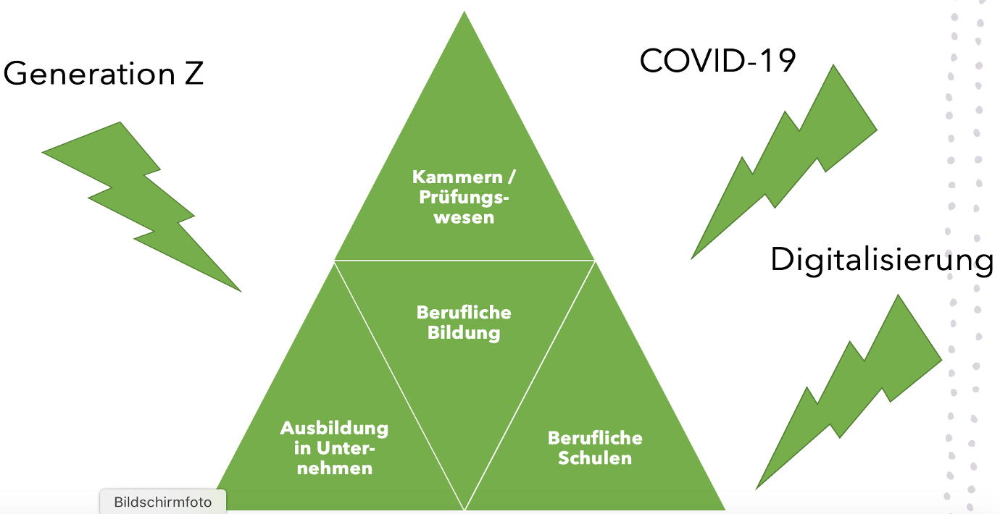 Generation Z
COVID-19
Kammern /
Prüfungs-
wesen
Digitalisierung
Berufliche
Bildung
Ausbildung
in Unter-
nehmen
Berufliche
Schulen
Bildschirmfoto